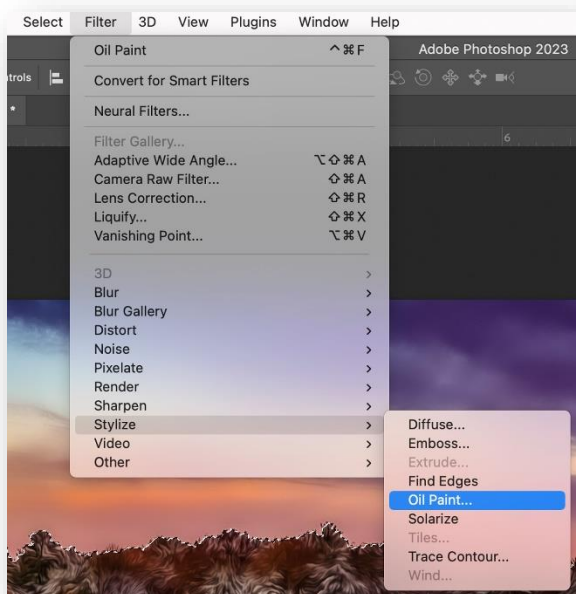 Select Filter 3D View Plugins Window Help
Adobe Photoshop 2023
Oil Paint ^⌘F
Convert for Smart Filters
Neural Filters...
Filter Gallery...
Adaptive Wide Angle... ⌥⇧⌘A
Camera Raw Filter... ⇧⌘A
Lens Correction... ⇧⌘R
Liquify... ⇧⌘X
Vanishing Point... ⌥⌘V
3D >
Blur >
Blur Gallery >
Distort >
Noise >
Pixelate >
Render >
Sharpen >
Stylize >
Video >
Other >
Diffuse...
Emboss...
Extrude...
Find Edges
Oil Paint...
Solarize
Tiles...
Trace Contour...
Wind...
ntrols
*
6